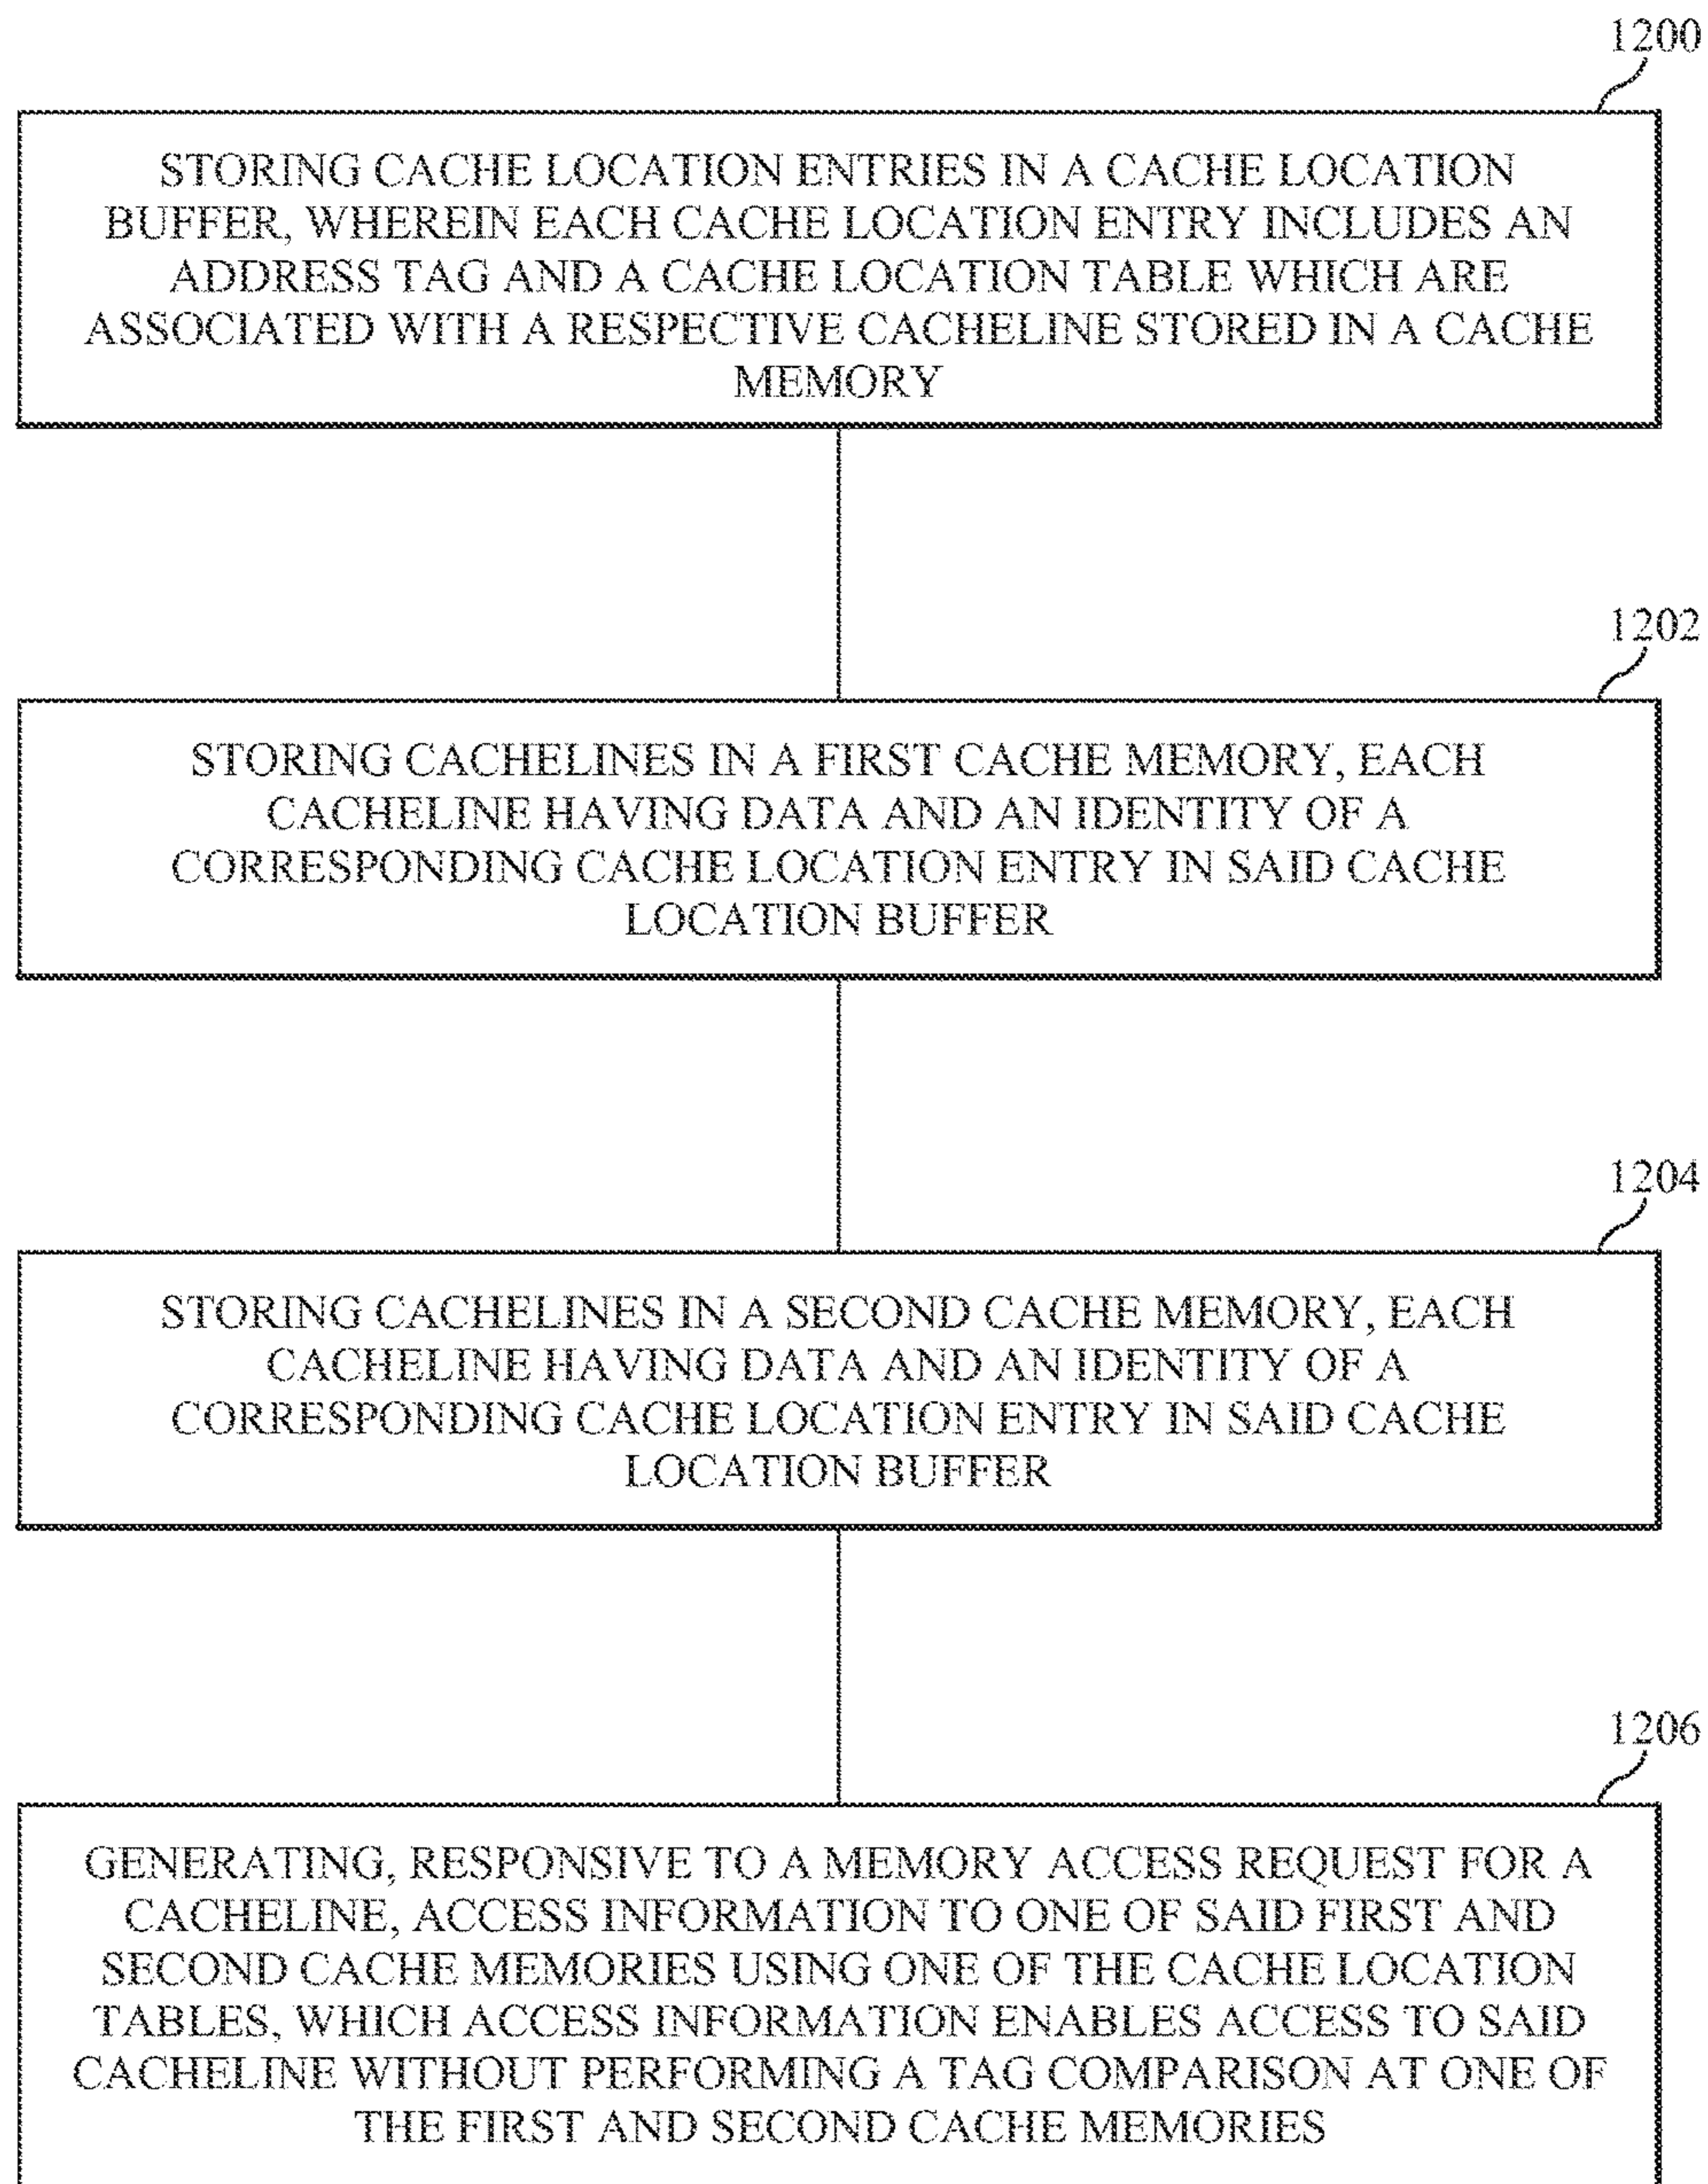 1200
STORING CACHE LOCATION ENTRIES IN A CACHE LOCATION
BUFFER, WHEREIN EACH CACHE LOCATION ENTRY INCLUDES AN
ADDRESS TAG AND A CACHE LOCATION TABLE WHICH ARE
ASSOCIATED WITH A RESPECTIVE CACHELINE STORED IN A CACHE
MEMORY
1202
STORING CACHELINES IN A FIRST CACHE MEMORY, EACH
CACHELINE HAVING DATA AND AN IDENTITY OF A
CORRESPONDING CACHE LOCATION ENTRY IN SAID CACHE
LOCATION BUFFER
1204
STORING CACHELINES IN A SECOND CACHE MEMORY, EACH
CACHELINE HAVING DATA AND AN IDENTITY OF A
CORRESPONDING CACHE LOCATION ENTRY IN SAID CACHE
LOCATION BUFFER
1206
GENERATING, RESPONSIVE TO A MEMORY ACCESS REQUEST FOR A
CACHELINE, ACCESS INFORMATION TO ONE OF SAID FIRST AND
SECOND CACHE MEMORIES USING ONE OF THE CACHE LOCATION
TABLES, WHICH ACCESS INFORMATION ENABLES ACCESS TO SAID
CACHELINE WITHOUT PERFORMING A TAG COMPARISON AT ONE OF
THE FIRST AND SECOND CACHE MEMORIES